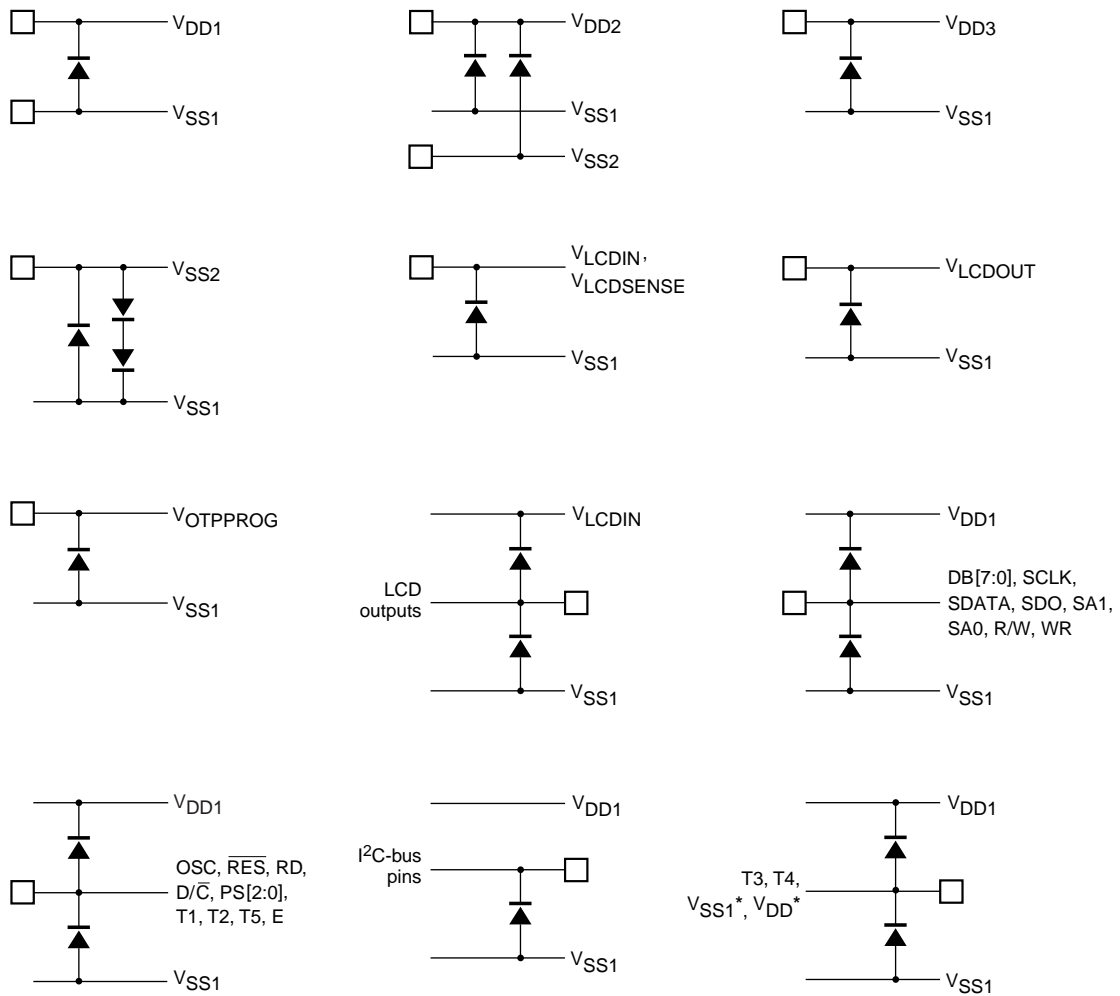 VDD1
VSS1
VDD2
VSS1
VSS2
VDD3
VSS1
VSS2
VSS1
VLCDIN,
VLCDSENSE
VSS1
VLCDOUT
VSS1
VOTPPROG
VSS1
VLCDIN
LCD
outputs
VSS1
VDD1
DB[7:0], SCLK,
SDATA, SDO, SA1,
SA0, R/W, WR
VSS1
VDD1
OSC, R̅E̅S̅, RD,
D/C̅, PS[2:0],
T1, T2, T5, E
VSS1
VDD1
I²C-bus
pins
VSS1
VDD1
T3, T4,
VSS1*, VDD*
VSS1